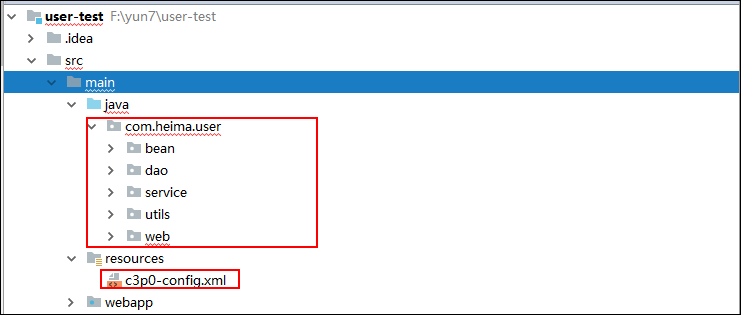 user-test F:\yun7\user-test
.idea
src
main
java
com.heima.user
bean
dao
service
utils
web
resources
c3p0-config.xml
webapp